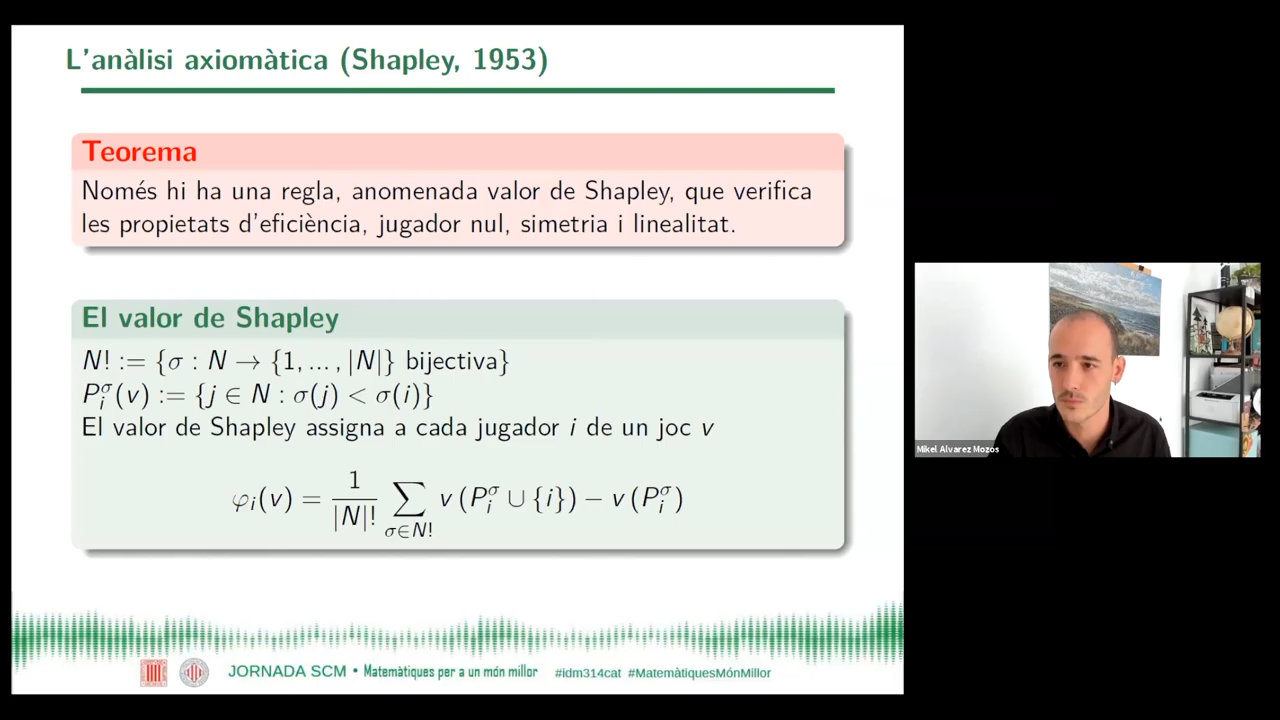 L'anàlisi axiomàtica (Shapley, 1953)
Teorema
Només hi ha una regla, anomenada valor de Shapley, que verifica
les propietats d'eficiència, jugador nul, simetria i linealitat.
El valor de Shapley
N! := {σ : N → {1, ... , |N|} bijectiva}
P_i^σ(v) := {j ∈ N : σ(j) < σ(i)}
El valor de Shapley assigna a cada jugador i de un joc v
φ_i(v) = 1/|N|! ∑_{σ∈N!} v (P_i^σ ∪ {i}) − v (P_i^σ)
JORNADA SCM • Matemàtiques per a un món millor #idm314cat #MatemàtiquesMónMillor
Mikel Alvarez Mozos